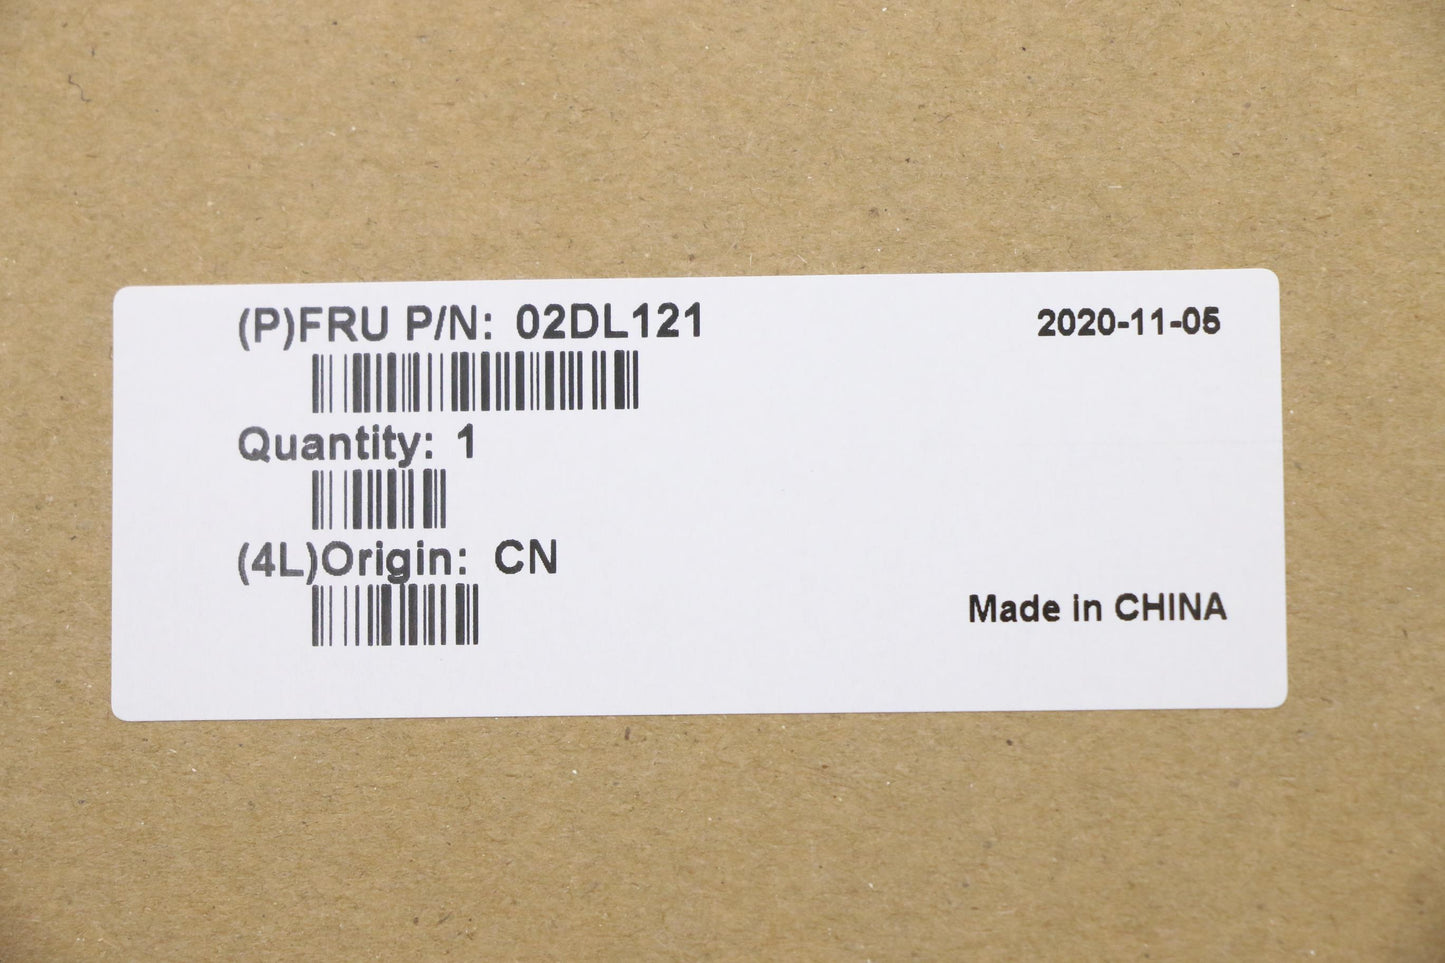 (P)FRU P/N: 02DL121
2020-11-05
Quantity: 1
(4L)Origin: CN
Made in CHINA